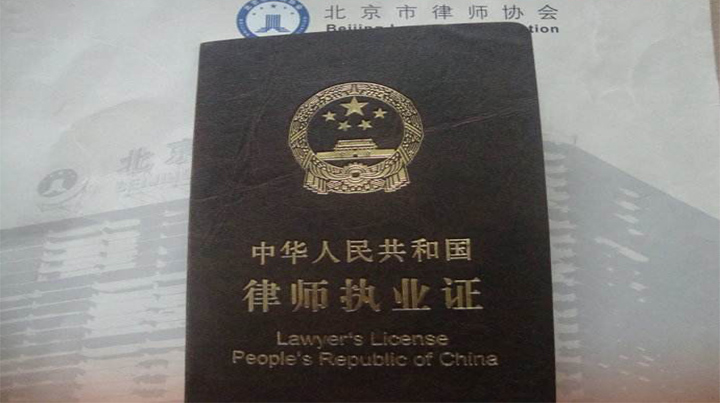 北京市律师协会
Beijing
中华人民共和国
律师执业证
Lawyer's License
People's Republic of China